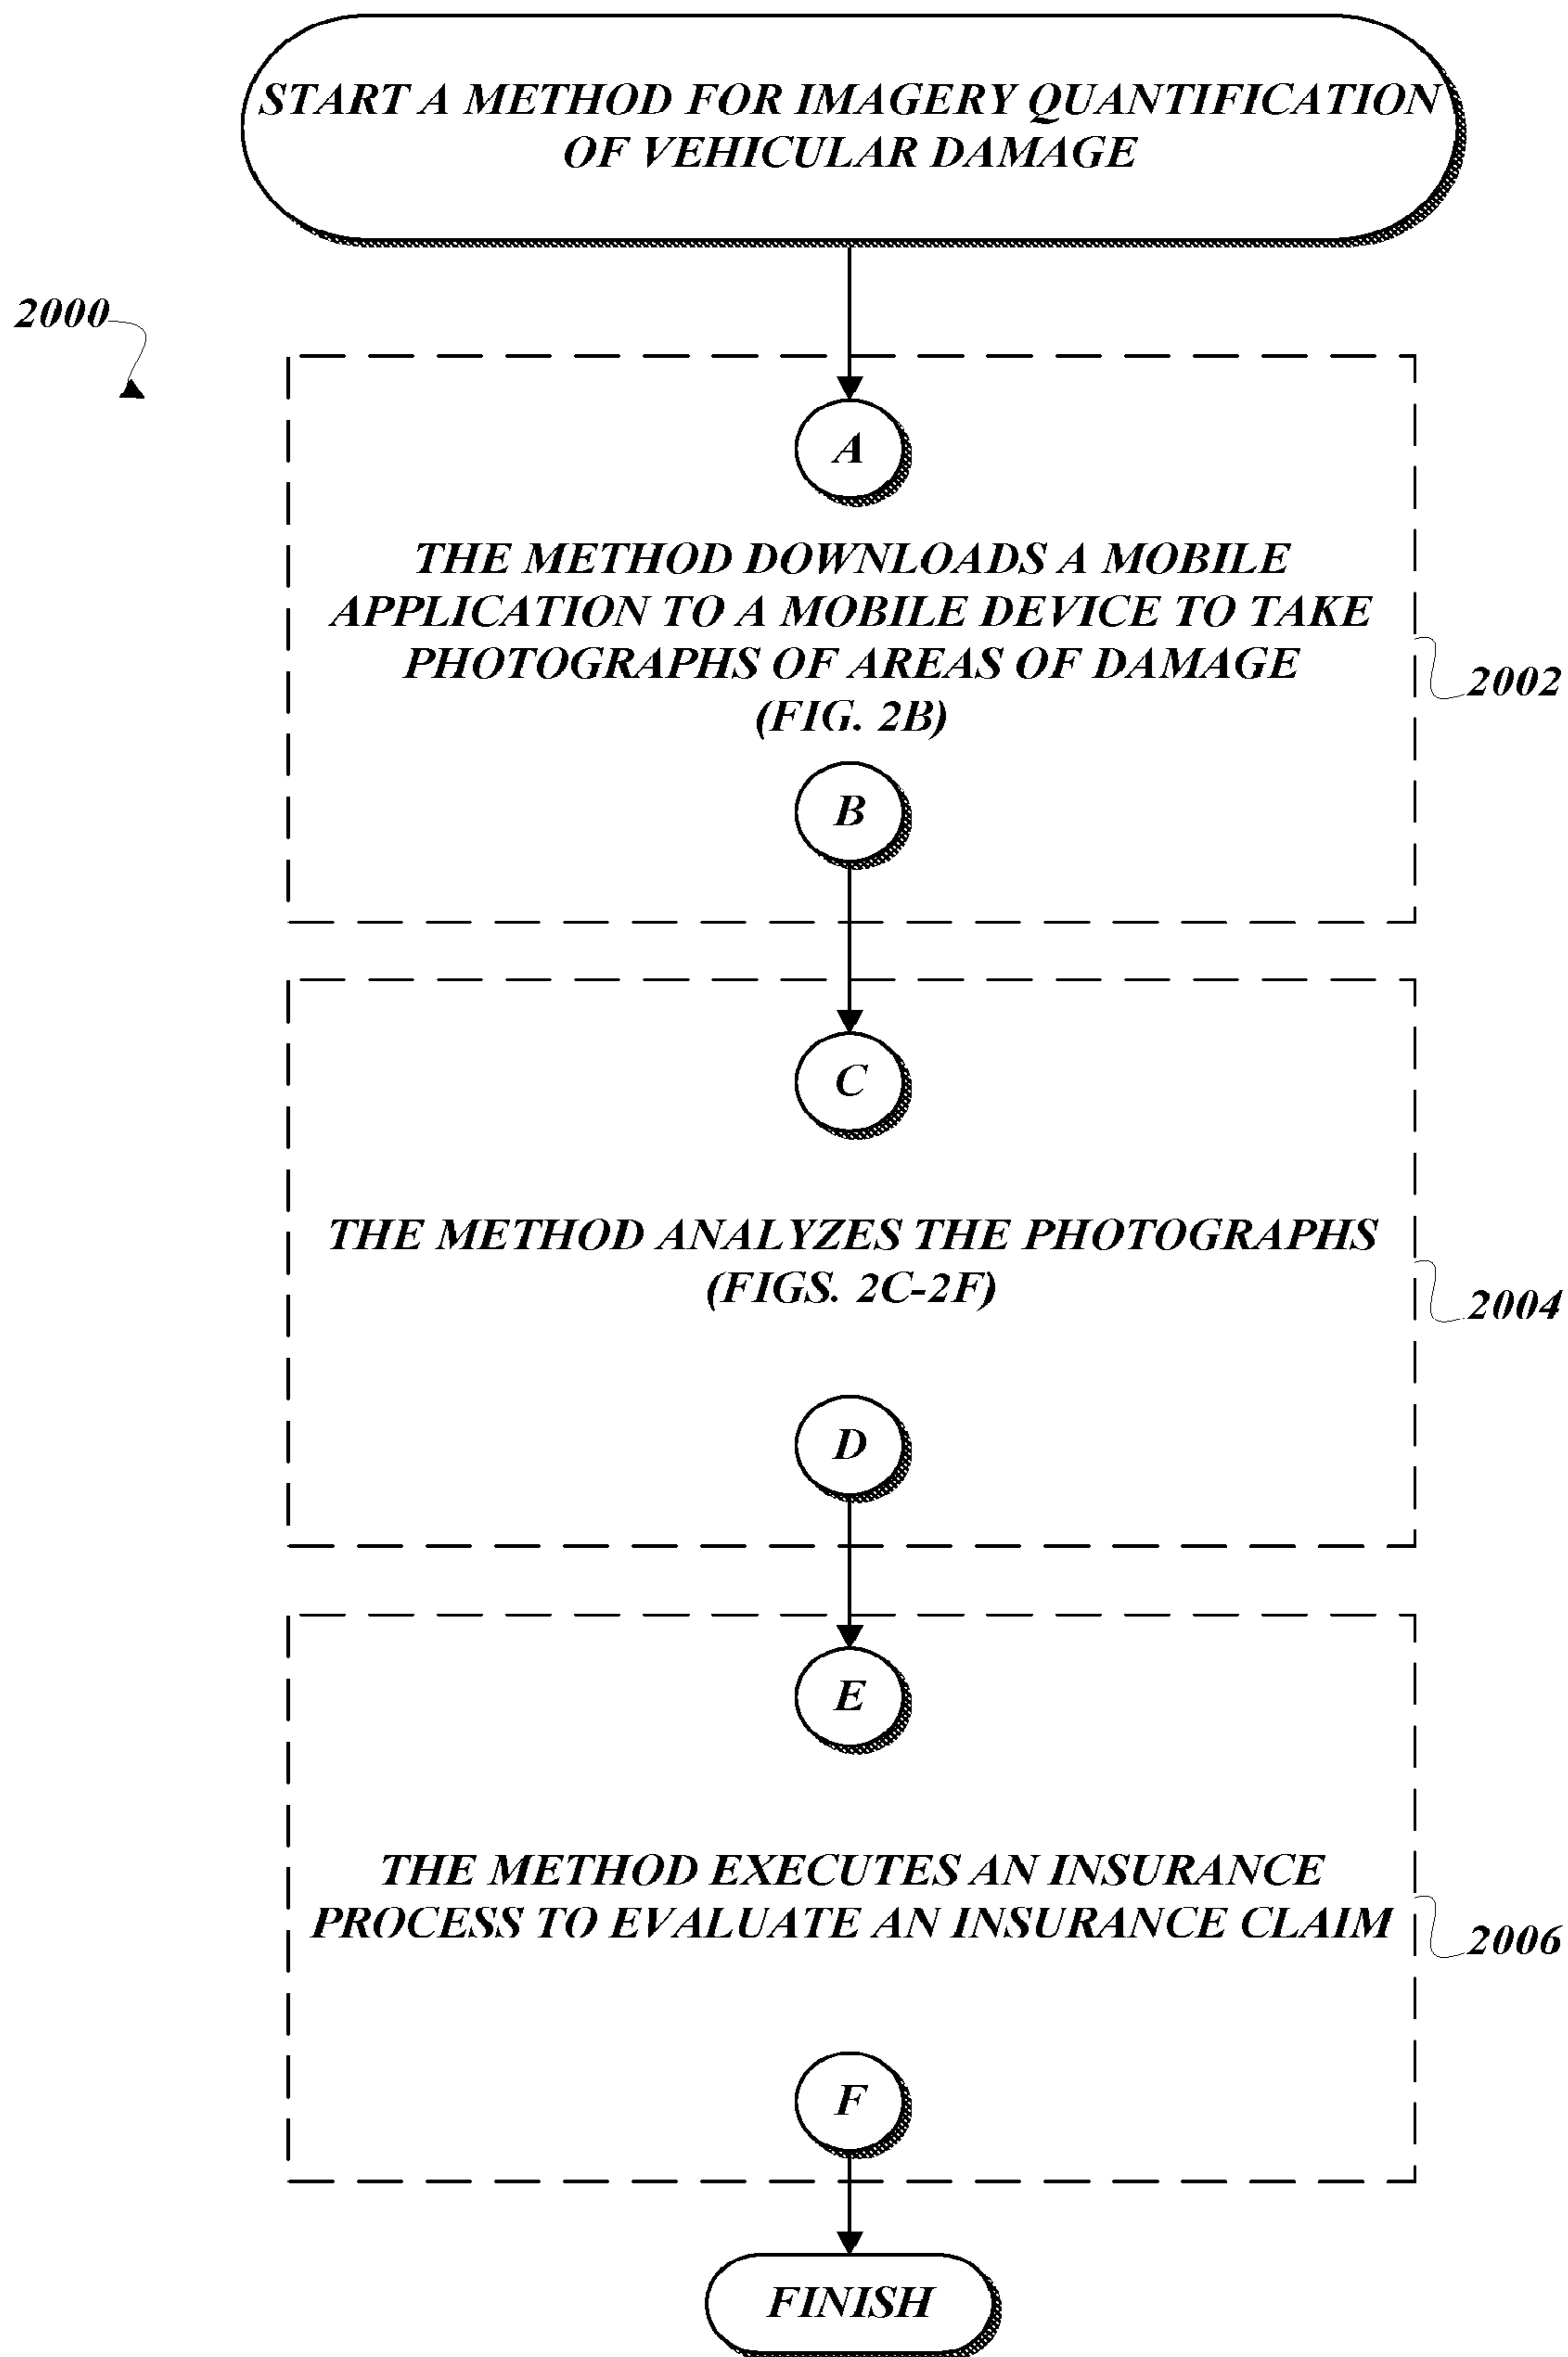 START A METHOD FOR IMAGERY QUANTIFICATION
OF VEHICULAR DAMAGE
2000
A
THE METHOD DOWNLOADS A MOBILE
APPLICATION TO A MOBILE DEVICE TO TAKE
PHOTOGRAPHS OF AREAS OF DAMAGE
(FIG. 2B)
2002
B
C
THE METHOD ANALYZES THE PHOTOGRAPHS
(FIGS. 2C-2F)
2004
D
E
THE METHOD EXECUTES AN INSURANCE
PROCESS TO EVALUATE AN INSURANCE CLAIM
2006
F
FINISH